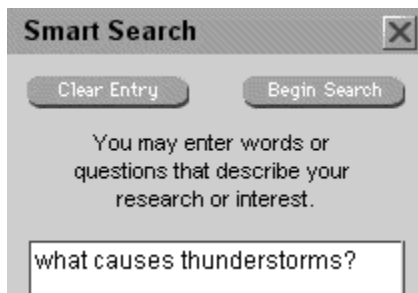 Smart Search
Clear Entry Begin Search
You may enter words or
questions that describe your
research or interest.
what causes thunderstorms?